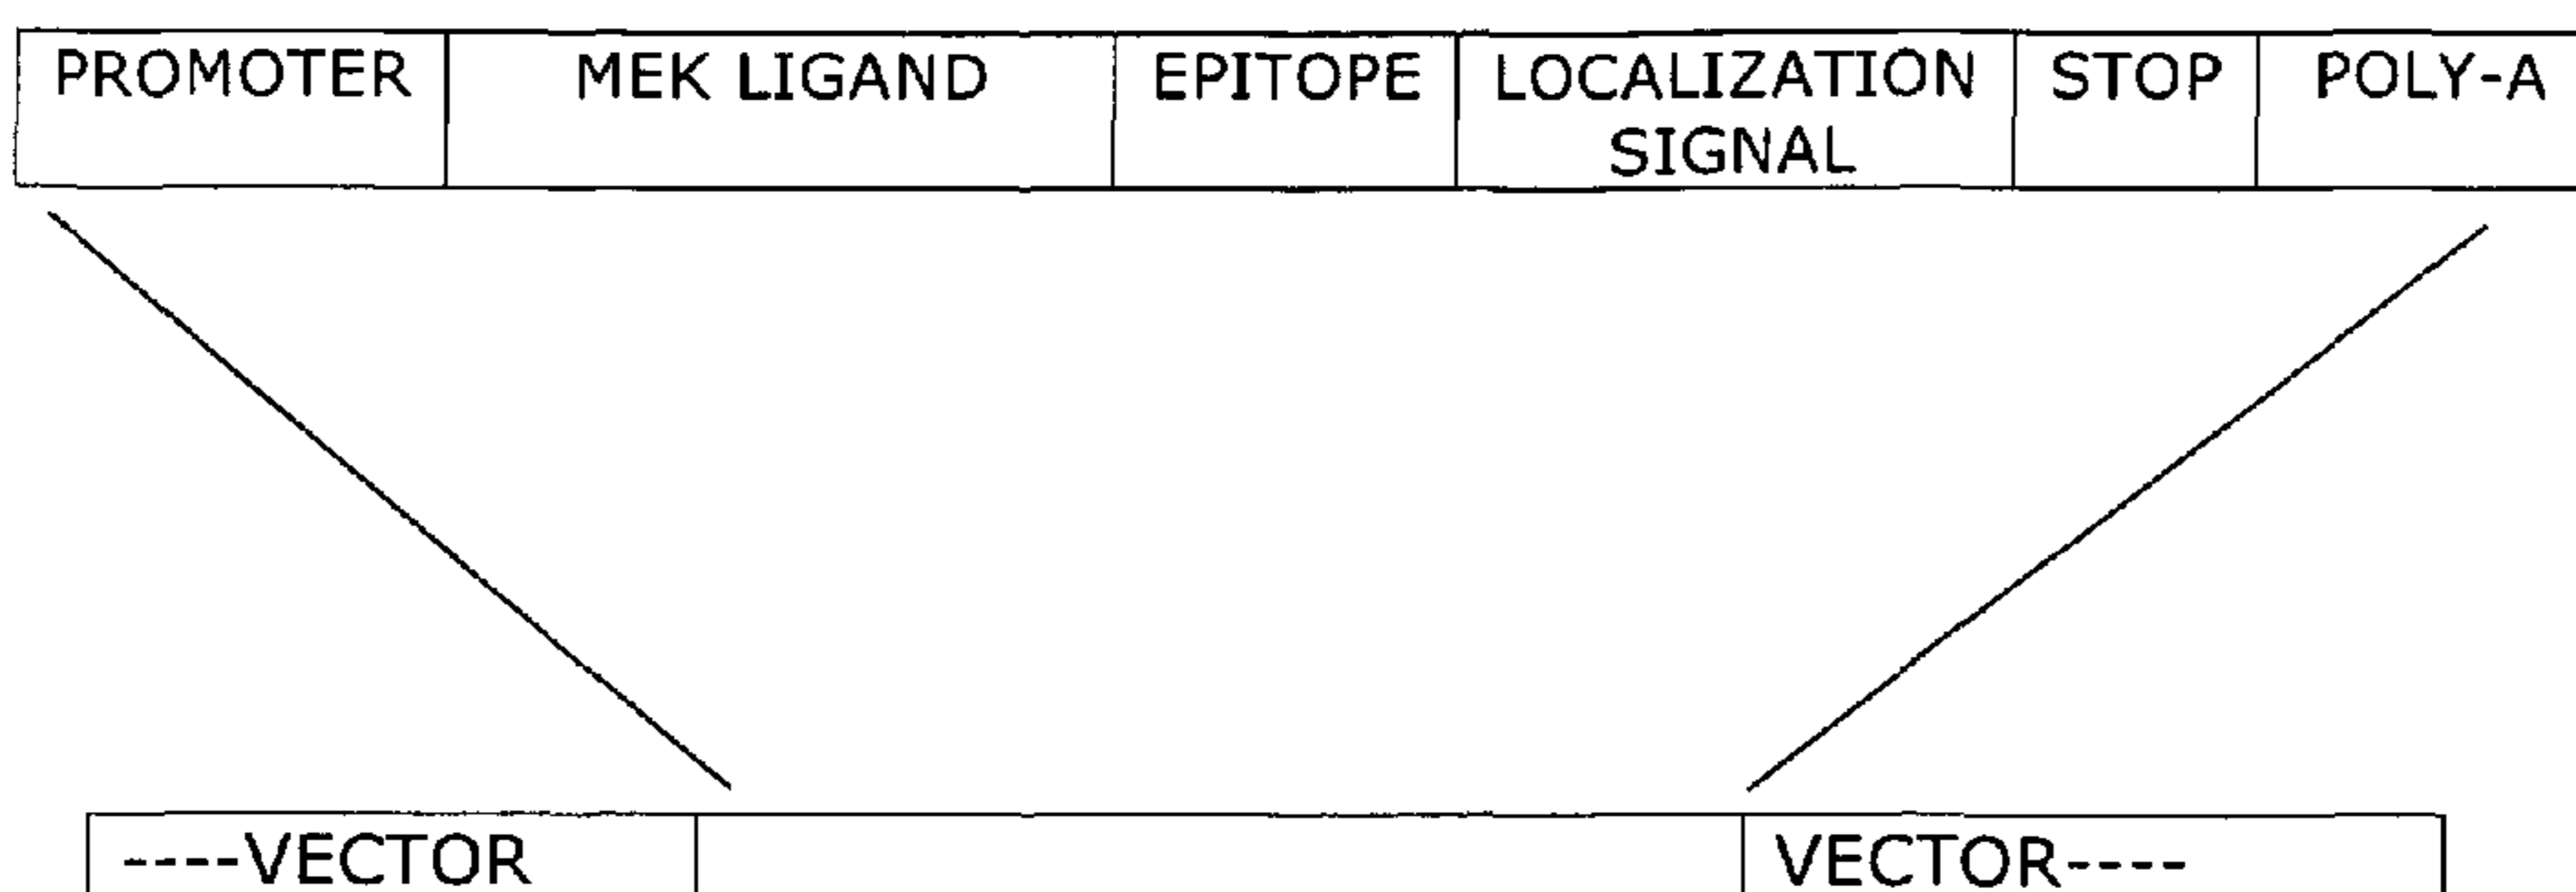 PROMOTER MEK LIGAND EPITOPE LOCALIZATION STOP POLY-A
SIGNAL
----VECTOR VECTOR----